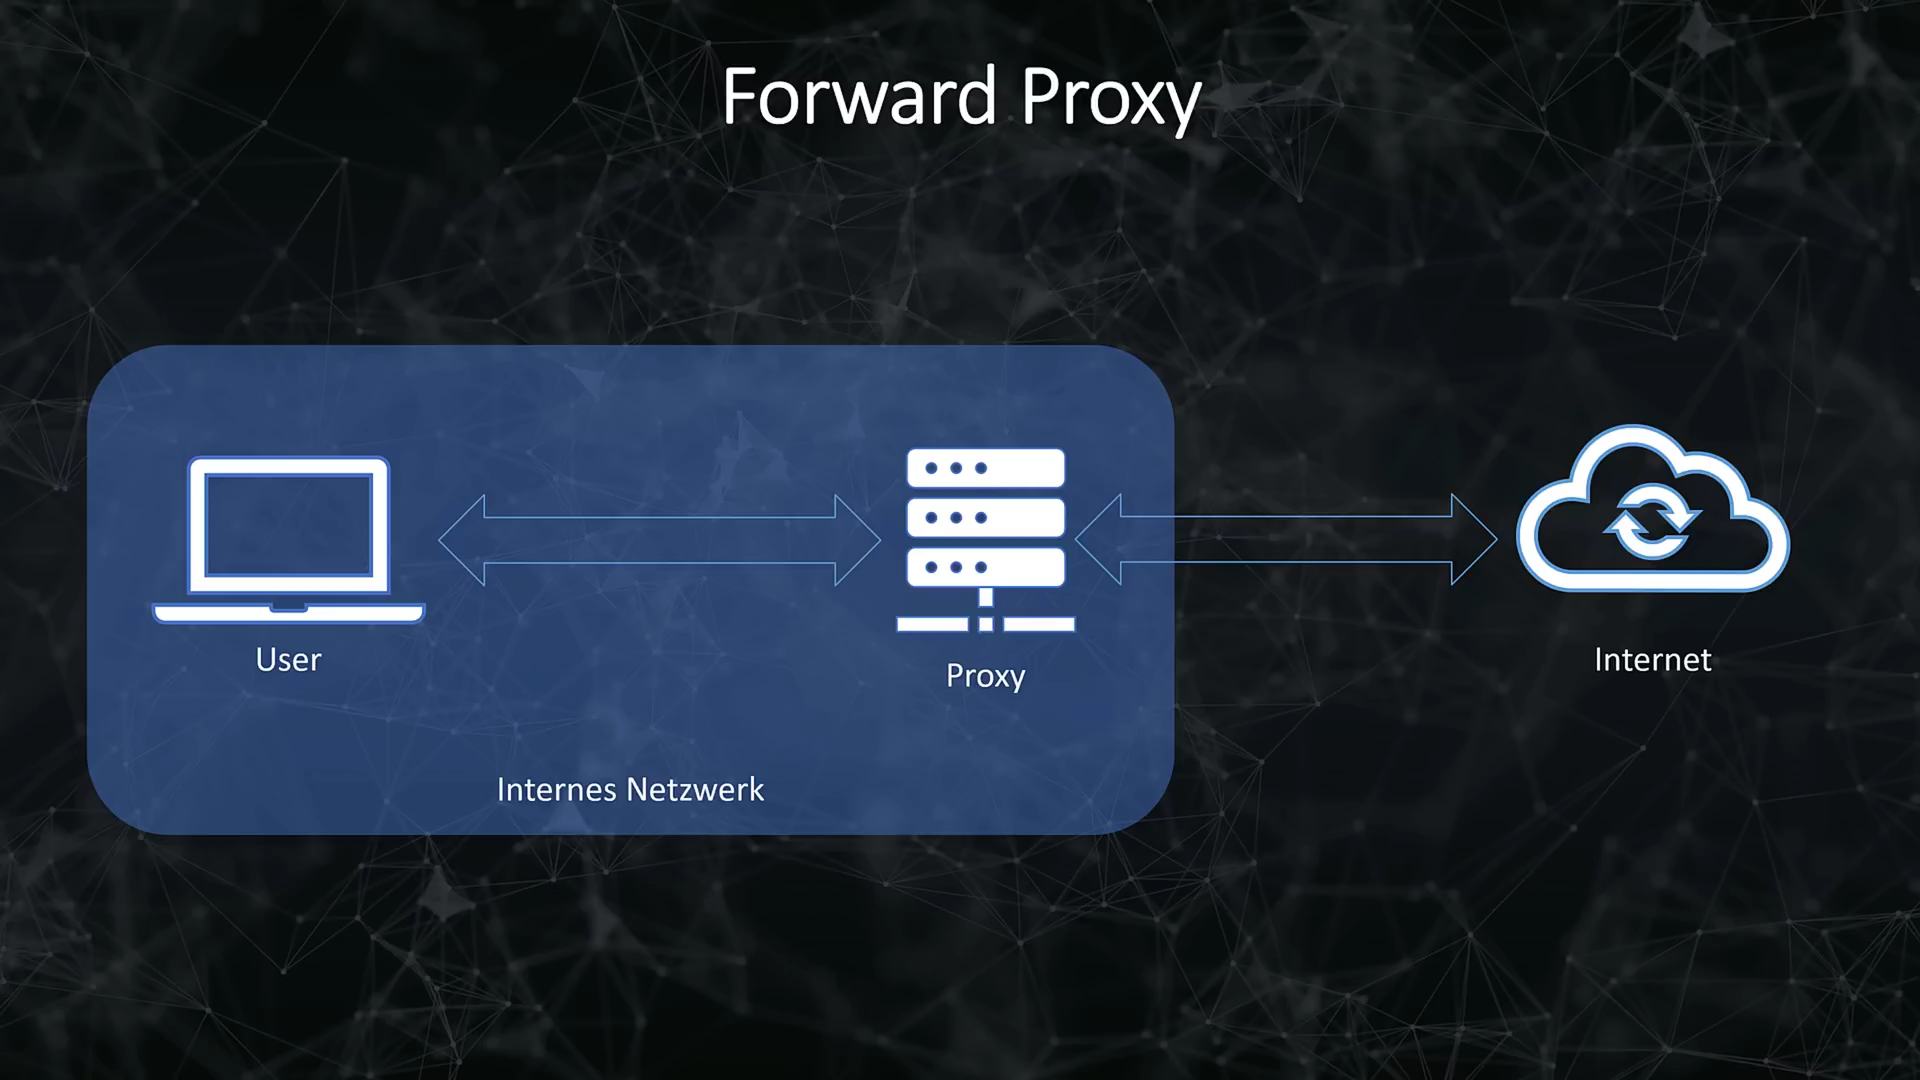 Forward Proxy
User
Proxy
Internet
Internes Netzwerk